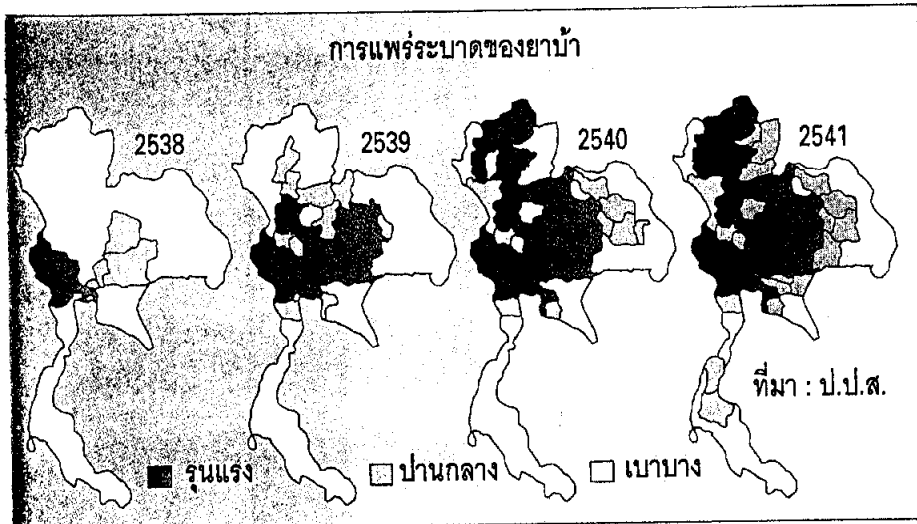 การแพร่ระบาดของยาบ้า
2538
2539
2540
2541
ที่มา : ป.ป.ส.
รุนแรง
ปานกลาง
เบาบาง